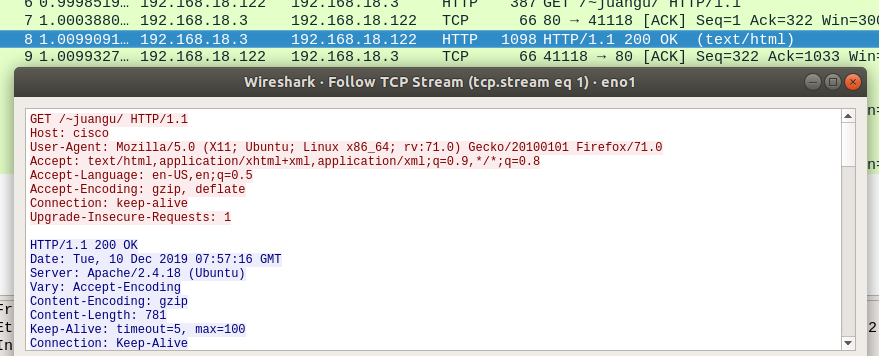 6 0.9998519… 192.168.18.122 192.168.18.3 HTTP 387 GET /~juangu/ HTTP/1.1
7 1.0003880… 192.168.18.3 192.168.18.122 TCP 66 80 → 41118 [ACK] Seq=1 Ack=322 Win=300
8 1.0099091… 192.168.18.3 192.168.18.122 HTTP 1098 HTTP/1.1 200 OK (text/html)
9 1.0099327… 192.168.18.122 192.168.18.3 TCP 66 41118 → 80 [ACK] Seq=322 Ack=1033 Win=
Wireshark · Follow TCP Stream (tcp.stream eq 1) · eno1
GET /~juangu/ HTTP/1.1
Host: cisco
User-Agent: Mozilla/5.0 (X11; Ubuntu; Linux x86_64; rv:71.0) Gecko/20100101 Firefox/71.0
Accept: text/html,application/xhtml+xml,application/xml;q=0.9,*/*;q=0.8
Accept-Language: en-US,en;q=0.5
Accept-Encoding: gzip, deflate
Connection: keep-alive
Upgrade-Insecure-Requests: 1
HTTP/1.1 200 OK
Date: Tue, 10 Dec 2019 07:57:16 GMT
Server: Apache/2.4.18 (Ubuntu)
Vary: Accept-Encoding
Content-Encoding: gzip
Content-Length: 781
Keep-Alive: timeout=5, max=100
Connection: Keep-Alive